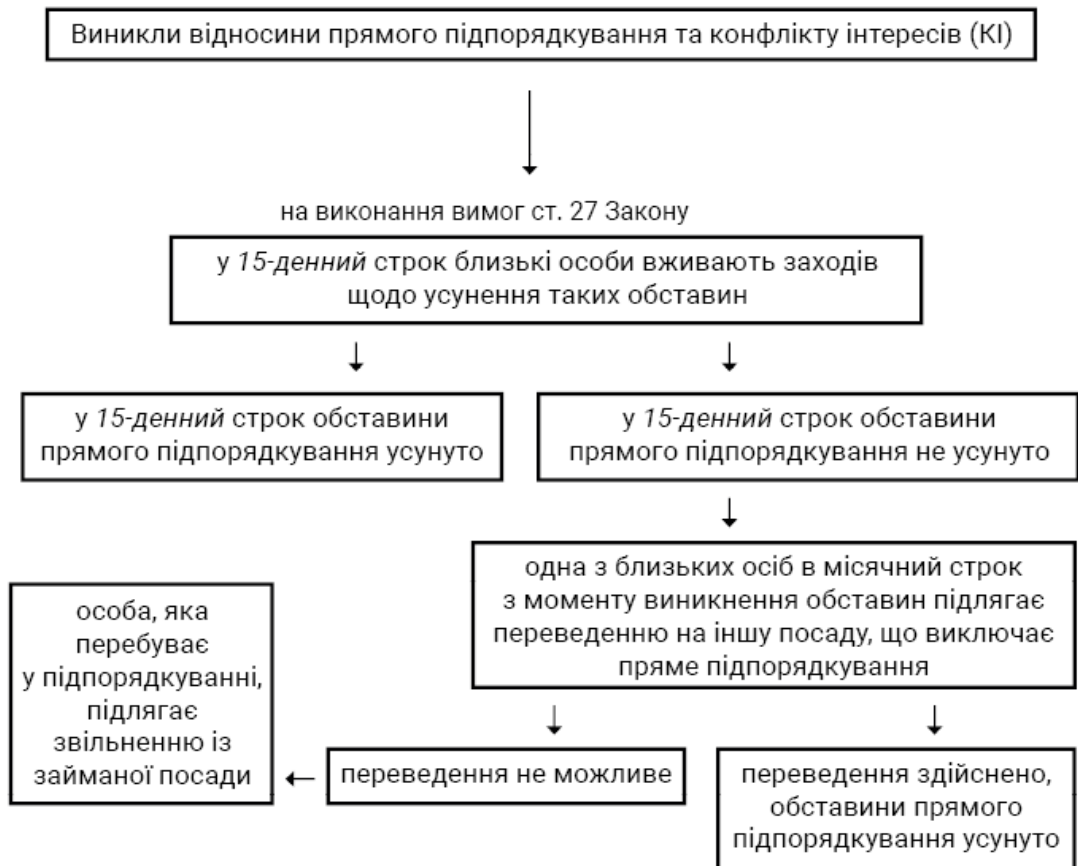 Виникли відносини прямого підпорядкування та конфлікту інтересів (КІ)
на виконання вимог ст. 27 Закону
у 15-денний строк близькі особи вживають заходів
щодо усунення таких обставин
у 15-денний строк обставини
прямого підпорядкування усунуто
у 15-денний строк обставини
прямого підпорядкування не усунуто
одна з близьких осіб в місячний строк
з моменту виникнення обставин підлягає
переведенню на іншу посаду, що виключає
пряме підпорядкування
особа, яка
перебуває
у підпорядкуванні,
підлягає
звільненню із
займаної посади
переведення не можливе
переведення здійснено,
обставини прямого
підпорядкування усунуто